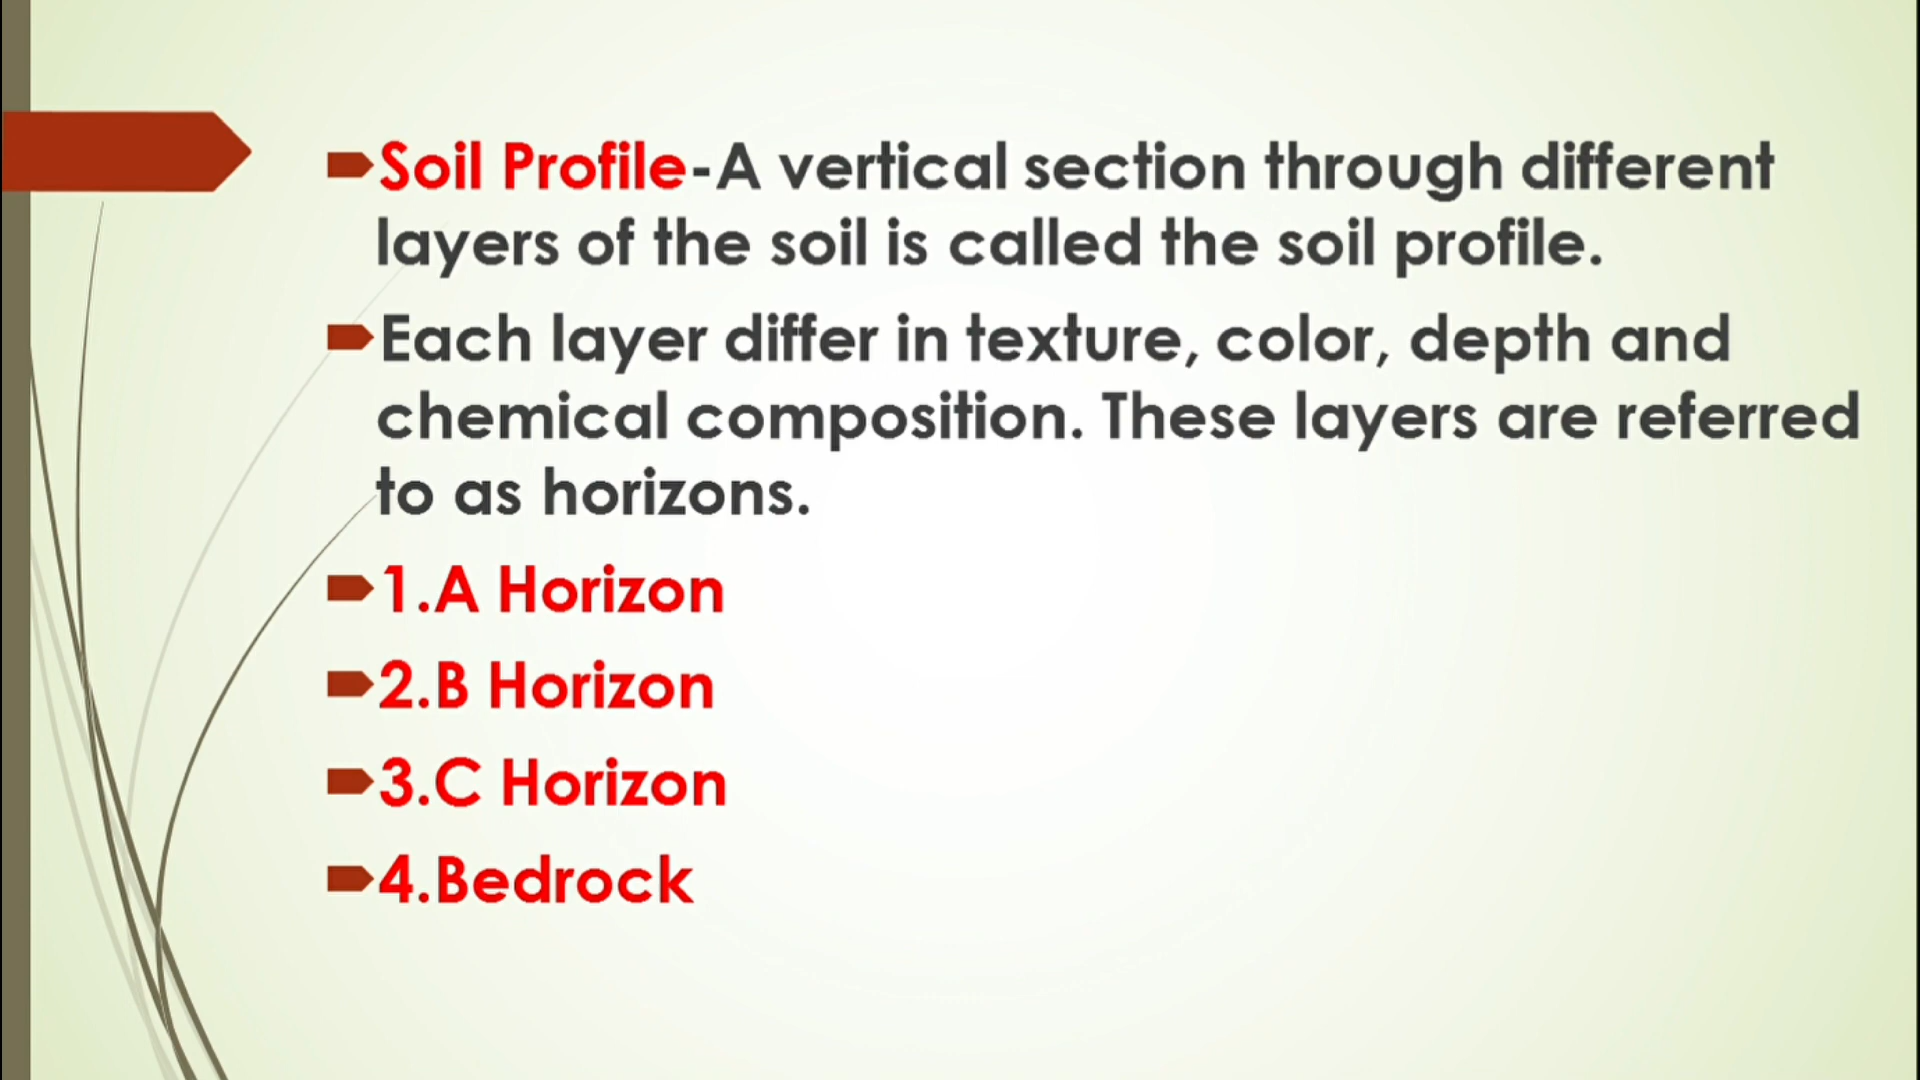 Soil Profile-A vertical section through different
layers of the soil is called the soil profile.
Each layer differ in texture, color, depth and
chemical composition. These layers are referred
to as horizons.
1.A Horizon
2.B Horizon
3.C Horizon
4.Bedrock